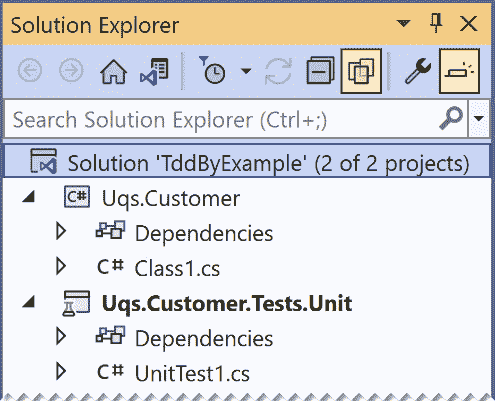 Solution Explorer
Search Solution Explorer (Ctrl+;)
Solution 'TddByExample' (2 of 2 projects)
C# Uqs.Customer
Dependencies
C# Class1.cs
Uqs.Customer.Tests.Unit
Dependencies
C# UnitTest1.cs